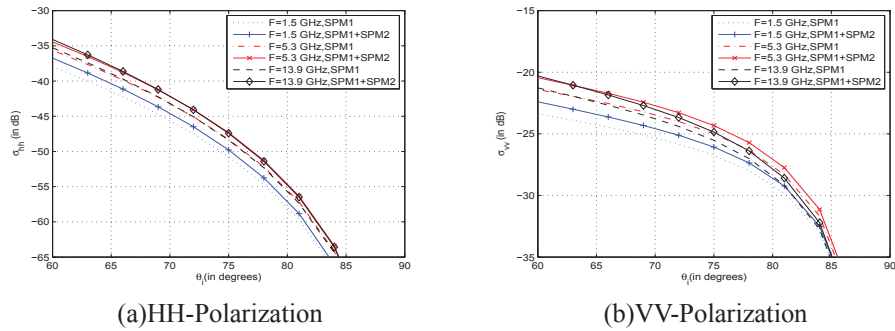 F=1.5 GHz,SPM1
F=1.5 GHz,SPM1+SPM2
F=5.3 GHz,SPM1
F=5.3 GHz,SPM1+SPM2
F=13.9 GHz,SPM1
F=13.9 GHz,SPM1+SPM2
−30
−35
−40
−45
−50
−55
−60
−65
σhh (in dB)
60 65 70 75 80 85 90
θi(in degrees)
(a)HH-Polarization
F=1.5 GHz,SPM1
F=1.5 GHz,SPM1+SPM2
F=5.3 GHz,SPM1
F=5.3 GHz,SPM1+SPM2
F=13.9 GHz,SPM1
F=13.9 GHz,SPM1+SPM2
−15
−20
−25
−30
−35
σvv (in dB)
60 65 70 75 80 85 90
θi(in degrees)
(b)VV-Polarization